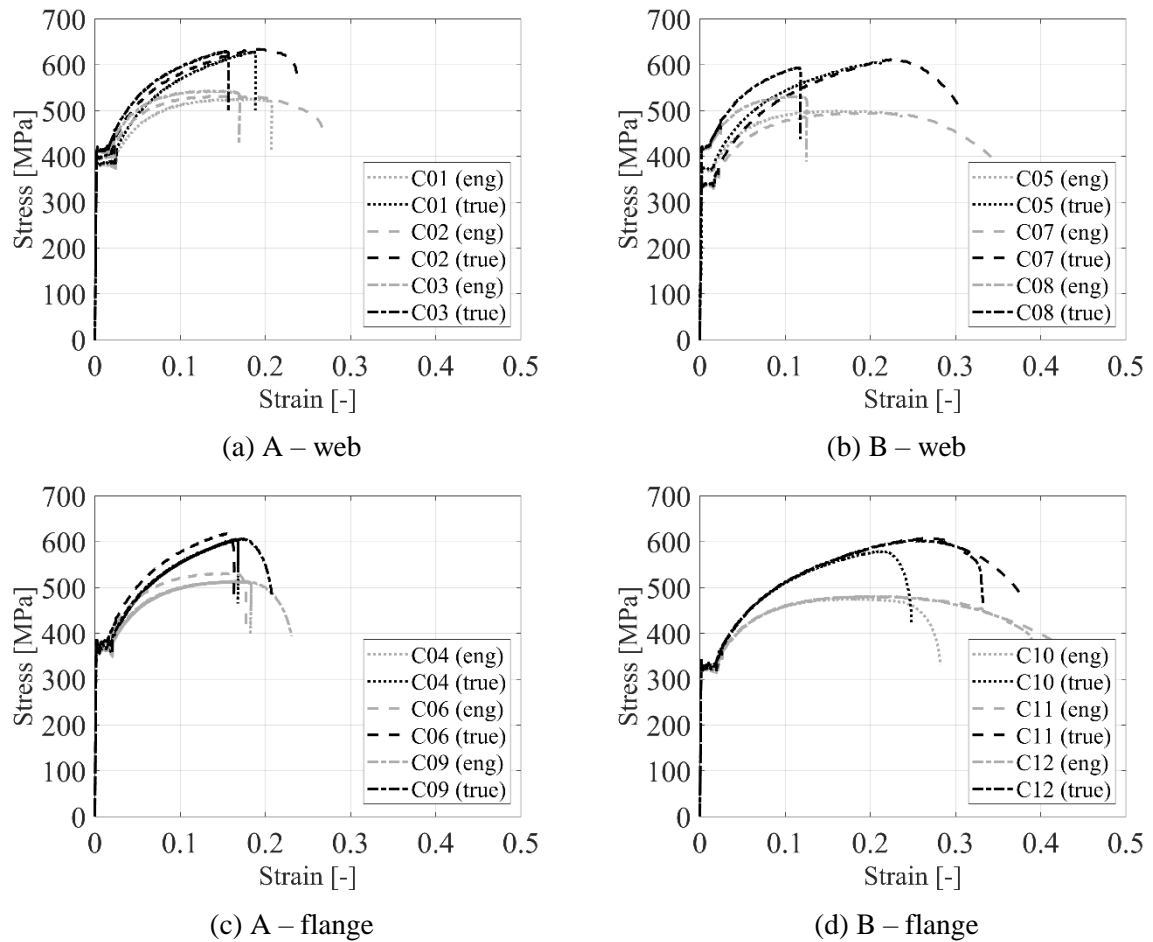 700
600
500
400
300
200
100
0
Stress [MPa]
C01 (eng)
C01 (true)
C02 (eng)
C02 (true)
C03 (eng)
C03 (true)
0 0.1 0.2 0.3 0.4 0.5
Strain [-]
(a) A – web
700
600
500
400
300
200
100
0
Stress [MPa]
C05 (eng)
C05 (true)
C07 (eng)
C07 (true)
C08 (eng)
C08 (true)
0 0.1 0.2 0.3 0.4 0.5
Strain [-]
(b) B – web
700
600
500
400
300
200
100
0
Stress [MPa]
C04 (eng)
C04 (true)
C06 (eng)
C06 (true)
C09 (eng)
C09 (true)
0 0.1 0.2 0.3 0.4 0.5
Strain [-]
(c) A – flange
700
600
500
400
300
200
100
0
Stress [MPa]
C10 (eng)
C10 (true)
C11 (eng)
C11 (true)
C12 (eng)
C12 (true)
0 0.1 0.2 0.3 0.4 0.5
Strain [-]
(d) B – flange